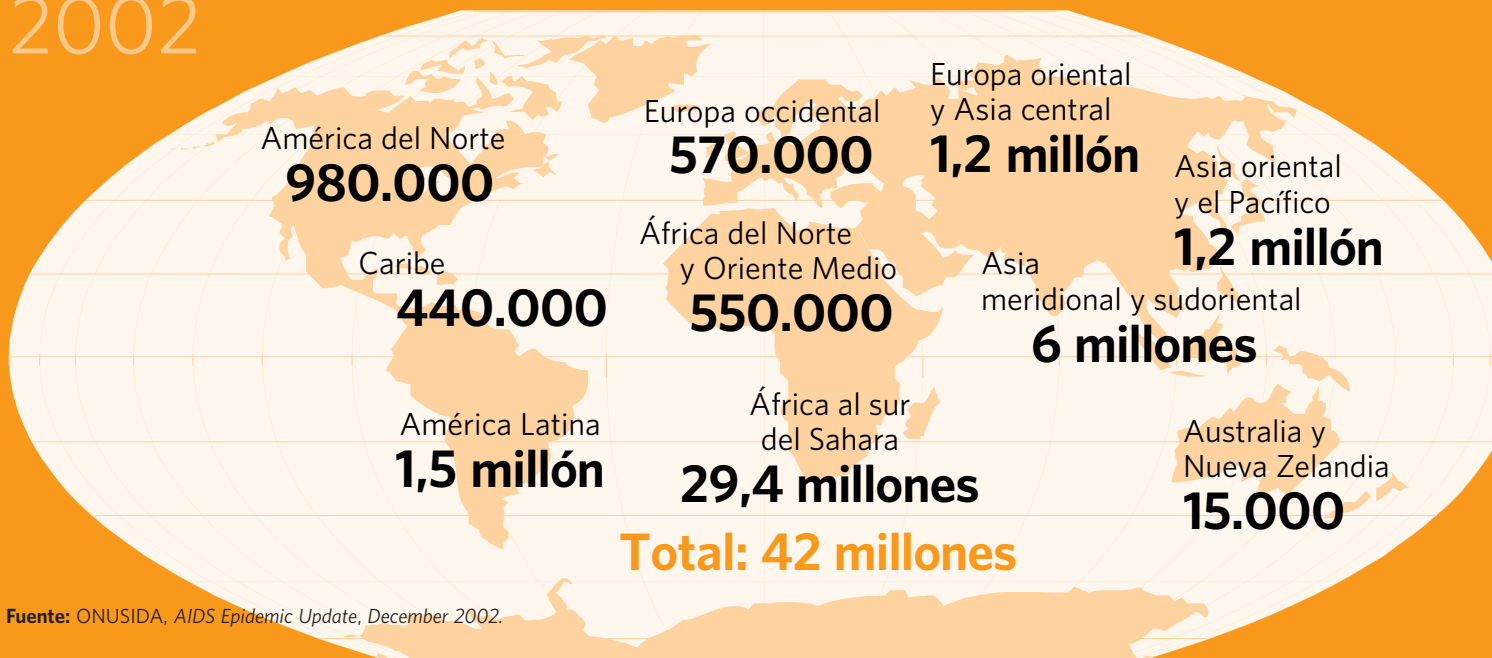 2002
América del Norte
980.000
Europa occidental
570.000
Europa oriental
y Asia central
1,2 millón
Asia oriental
y el Pacífico
1,2 millón
Caribe
440.000
África del Norte
y Oriente Medio
550.000
Asia
meridional y sudoriental
6 millones
América Latina
1,5 millón
África al sur
del Sahara
29,4 millones
Australia y
Nueva Zelandia
15.000
Total: 42 millones
Fuente: ONUSIDA, AIDS Epidemic Update, December 2002.